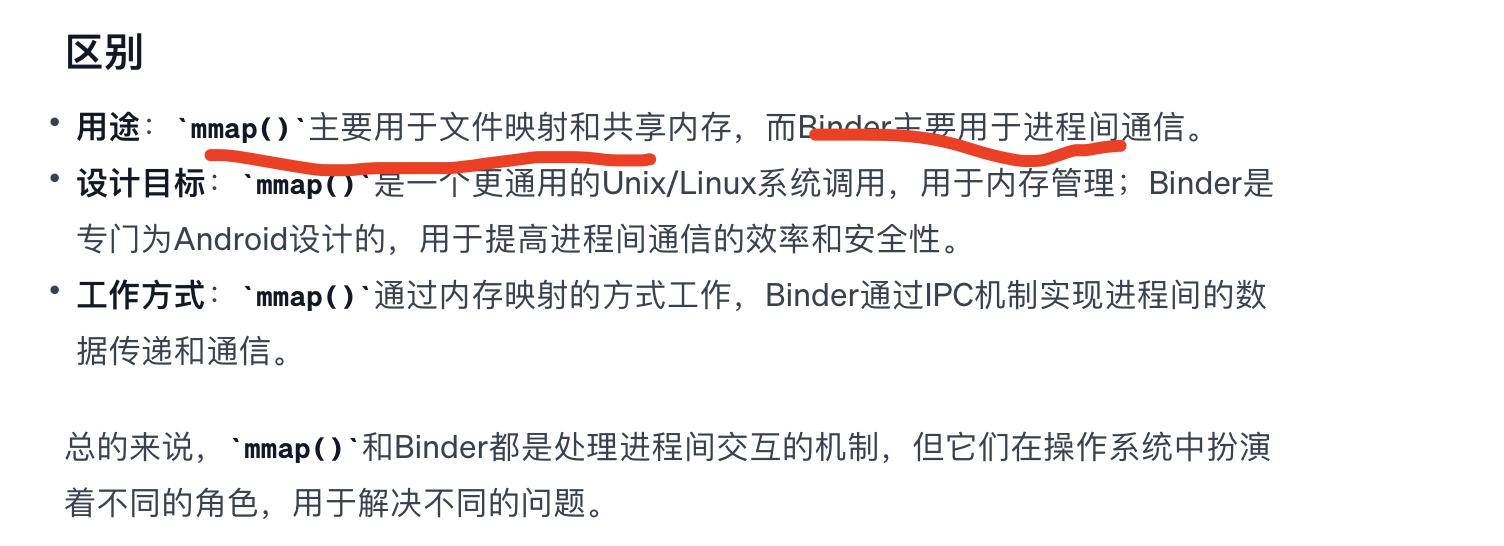 区别
• 用途：`mmap()`主要用于文件映射和共享内存，而Binder主要用于进程间通信。
• 设计目标：`mmap()`是一个更通用的Unix/Linux系统调用，用于内存管理；Binder是
专门为Android设计的，用于提高进程间通信的效率和安全性。
• 工作方式：`mmap()`通过内存映射的方式工作，Binder通过IPC机制实现进程间的数
据传递和通信。
总的来说，`mmap()`和Binder都是处理进程间交互的机制，但它们在操作系统中扮演
着不同的角色，用于解决不同的问题。